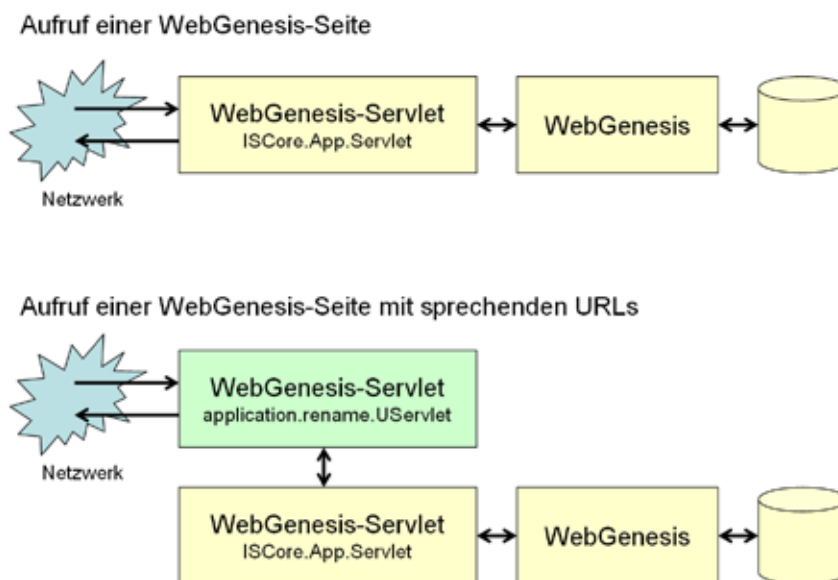 Aufruf einer WebGenesis-Seite
WebGenesis-Servlet
ISCore.App.Servlet
WebGenesis
Netzwerk
Aufruf einer WebGenesis-Seite mit sprechenden URLs
WebGenesis-Servlet
application.rename.UServlet
Netzwerk
WebGenesis-Servlet
ISCore.App.Servlet
WebGenesis